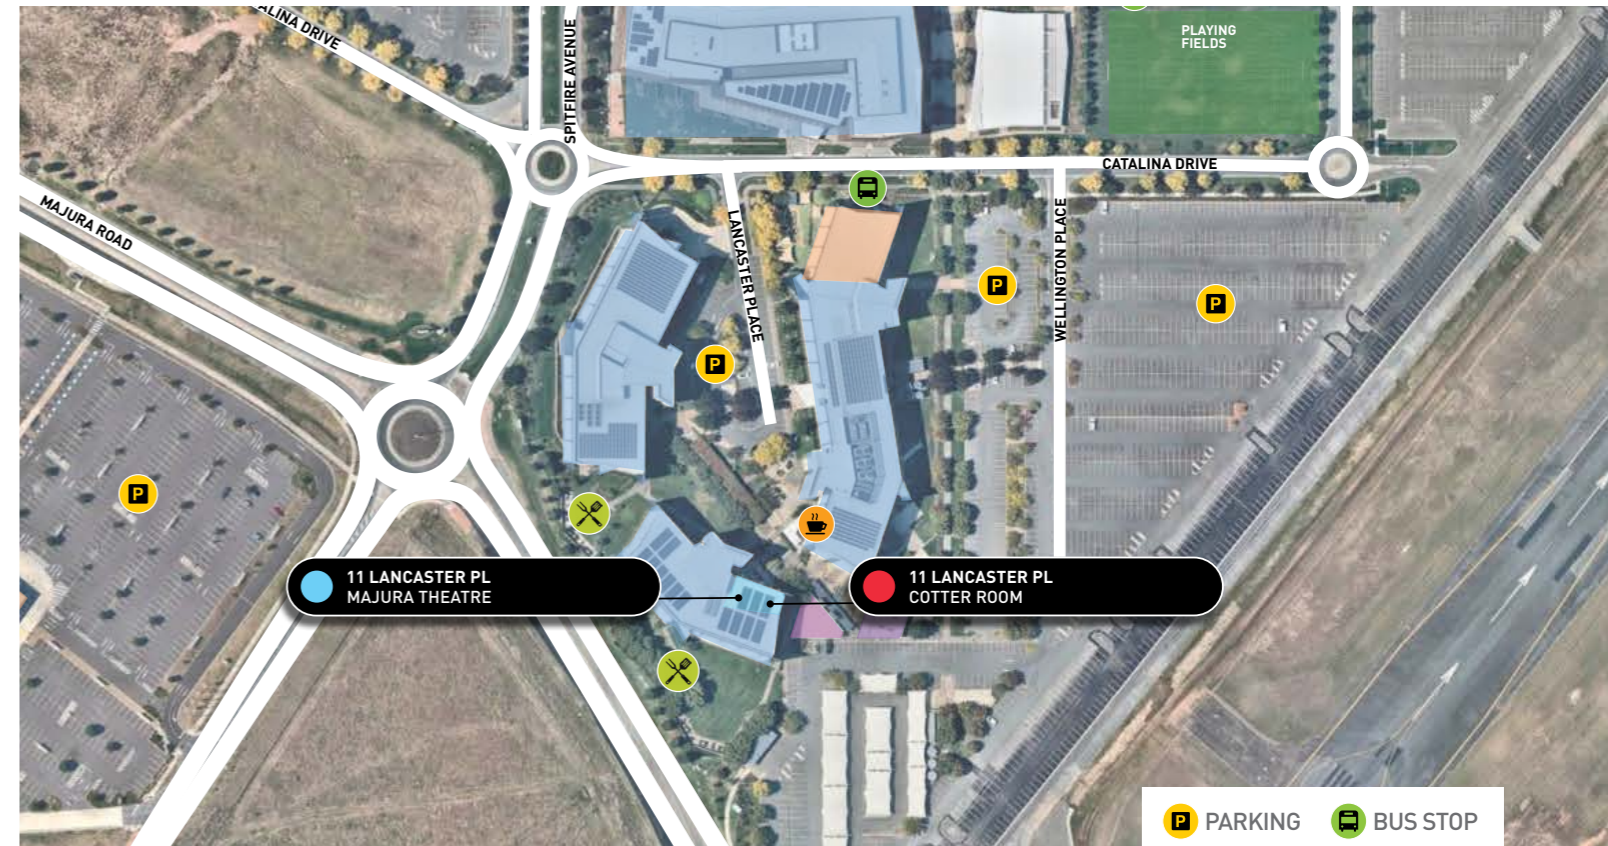 ALINA DRIVE
SPITFIRE AVENUE
PLAYING
FIELDS
CATALINA DRIVE
MAJURA ROAD
LANCASTER PLACE
WELLINGTON PLACE
P
P
P
P
11 LANCASTER PL
MAJURA THEATRE
11 LANCASTER PL
COTTER ROOM
P PARKING
BUS STOP